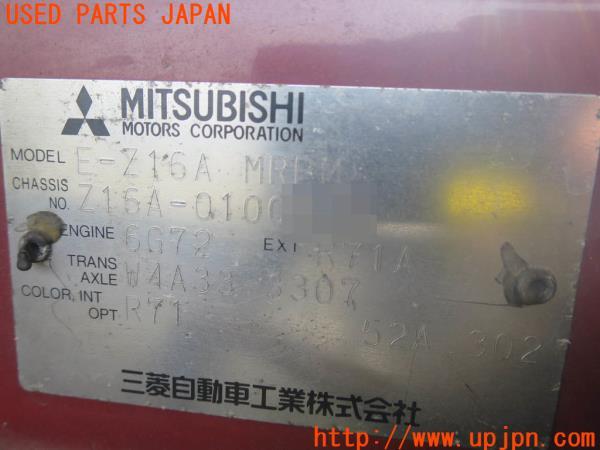 USED PARTS JAPAN
MITSUBISHI
MOTORS CORPORATION
MODEL E-Z16A
CHASSIS
NO. Z16A-0100
ENGINE 6G72 EXT R71A
TRANS
AXLE W4A33 3307
COLOR, INT
OPT R71
52A 302
三菱自動車工業株式会社
http://www.upjpn.com/